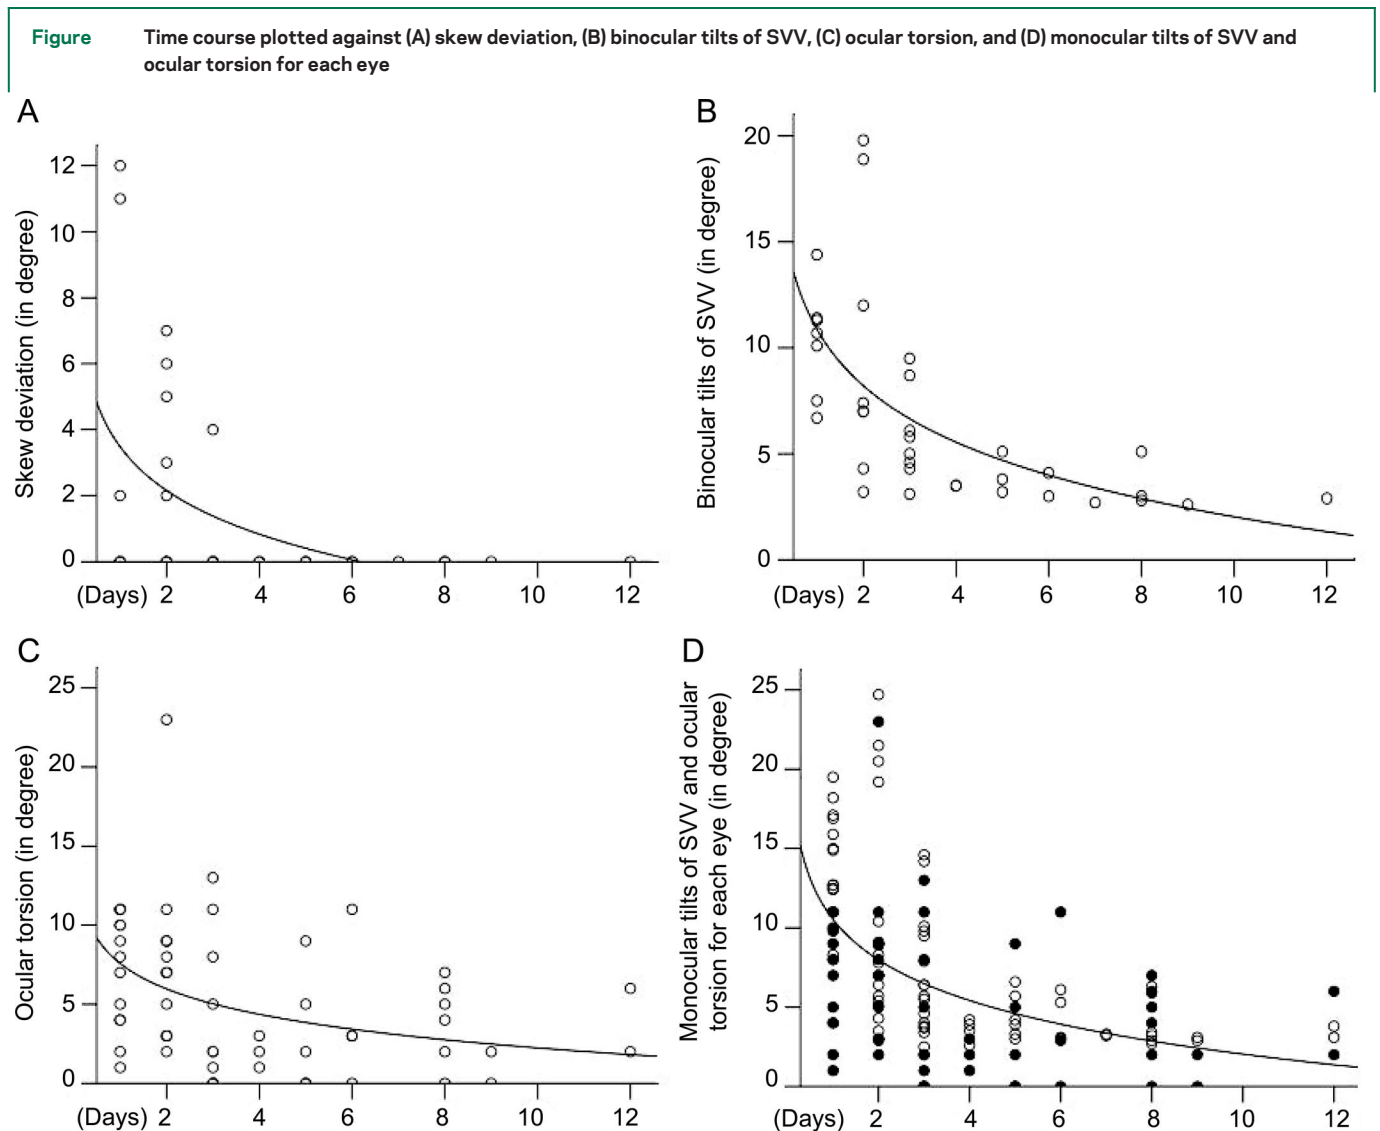 Figure Time course plotted against (A) skew deviation, (B) binocular tilts of SVV, (C) ocular torsion, and (D) monocular tilts of SVV and
ocular torsion for each eye
A
Skew deviation (in degree)
12
10
8
6
4
2
0
(Days) 2 4 6 8 10 12
B
Binocular tilts of SVV (in degree)
20
15
10
5
0
(Days) 2 4 6 8 10 12
C
Ocular torsion (in degree)
25
20
15
10
5
0
(Days) 2 4 6 8 10 12
D
Monocular tilts of SVV and ocular
torsion for each eye (in degree)
25
20
15
10
5
0
(Days) 2 4 6 8 10 12